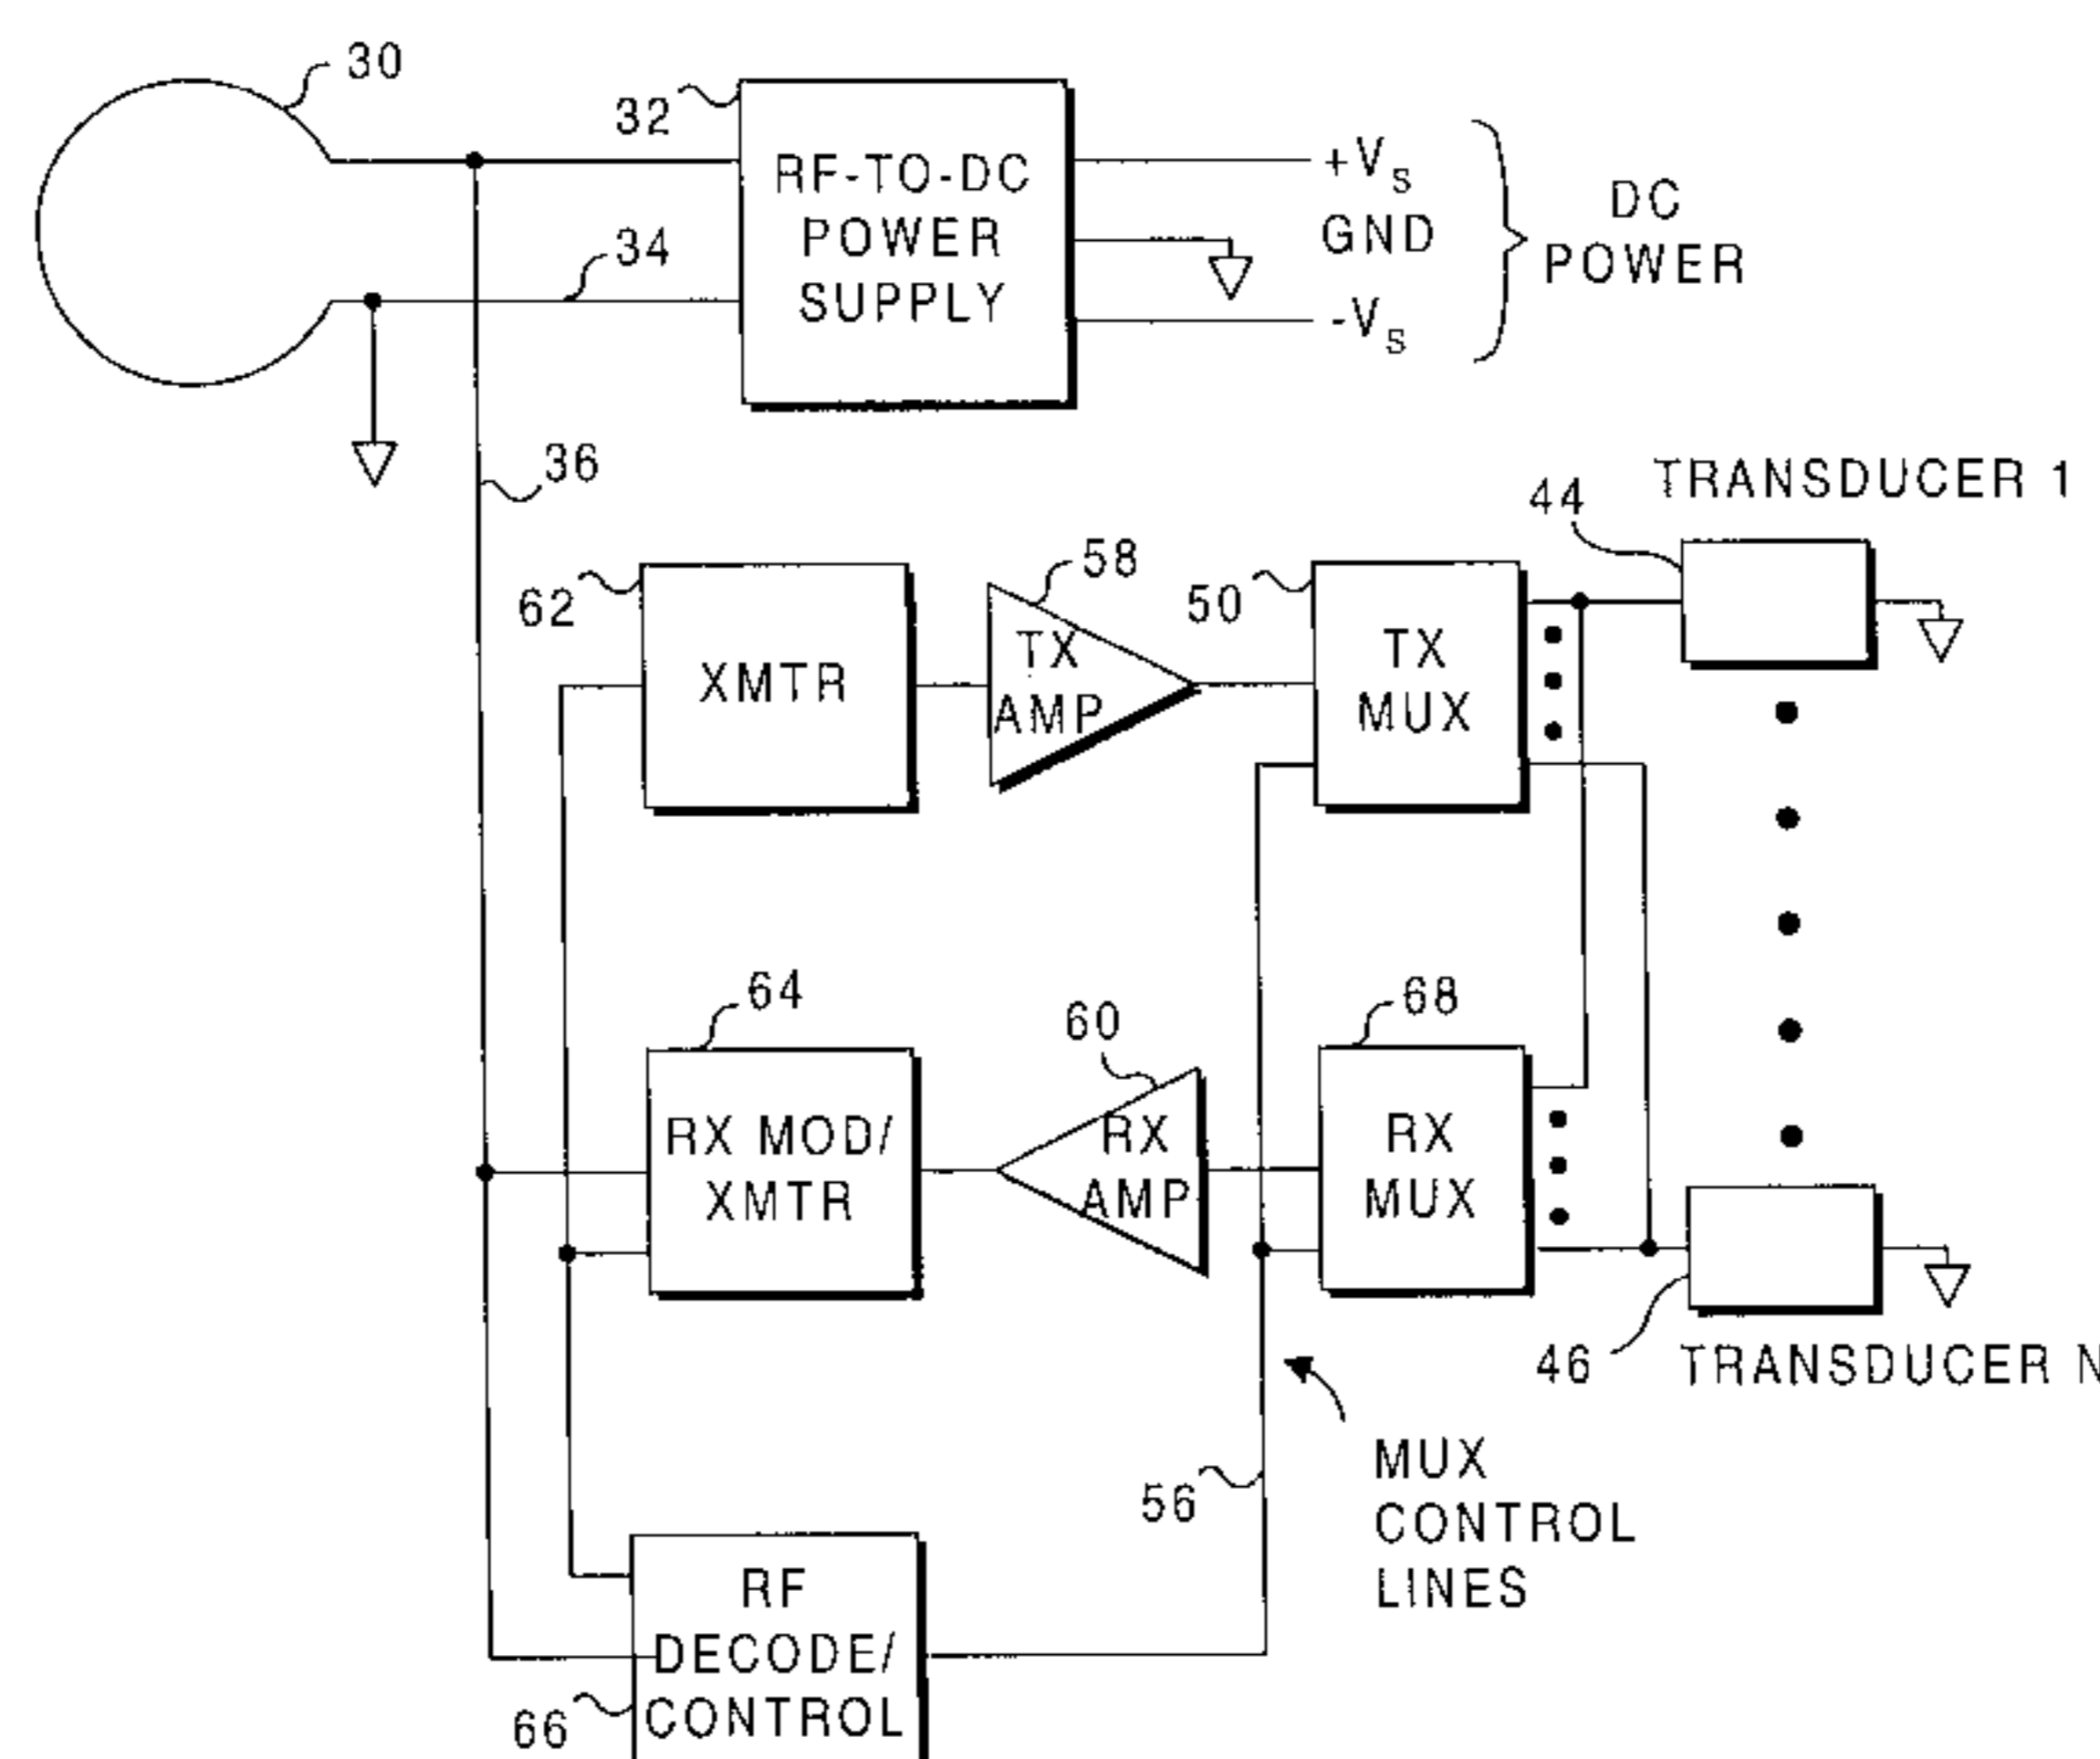 30
32
RF-TO-DC
POWER
SUPPLY
+VS
GND
-VS
DC
POWER
34
36
TRANSDUCER 1
44
62
XMTR
58
TX
AMP
50
TX
MUX
64
RX MOD/
XMTR
60
RX
AMP
68
RX
MUX
46
TRANSDUCER N
56
MUX
CONTROL
LINES
RF
DECODE/
CONTROL
66